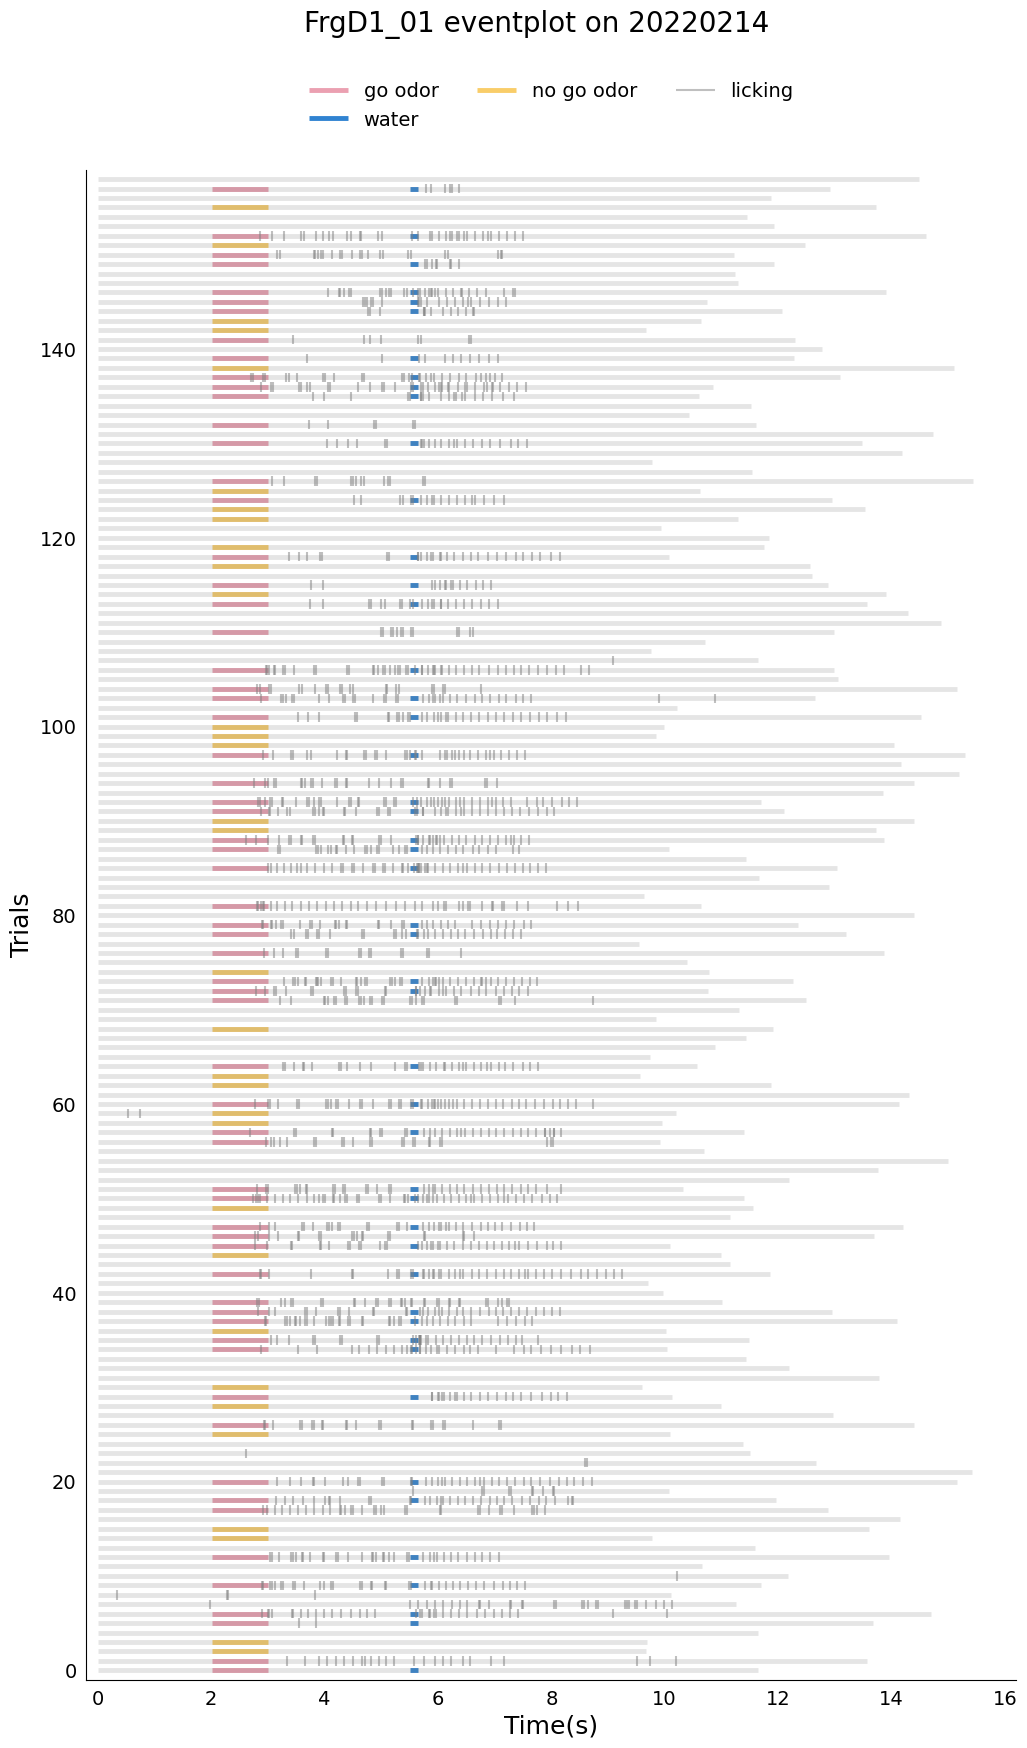 FrgD1_01 eventplot on 20220214
go odor
no go odor
licking
water
Trials
140
120
100
80
60
40
20
0
0 2 4 6 8 10 12 14 16
Time(s)